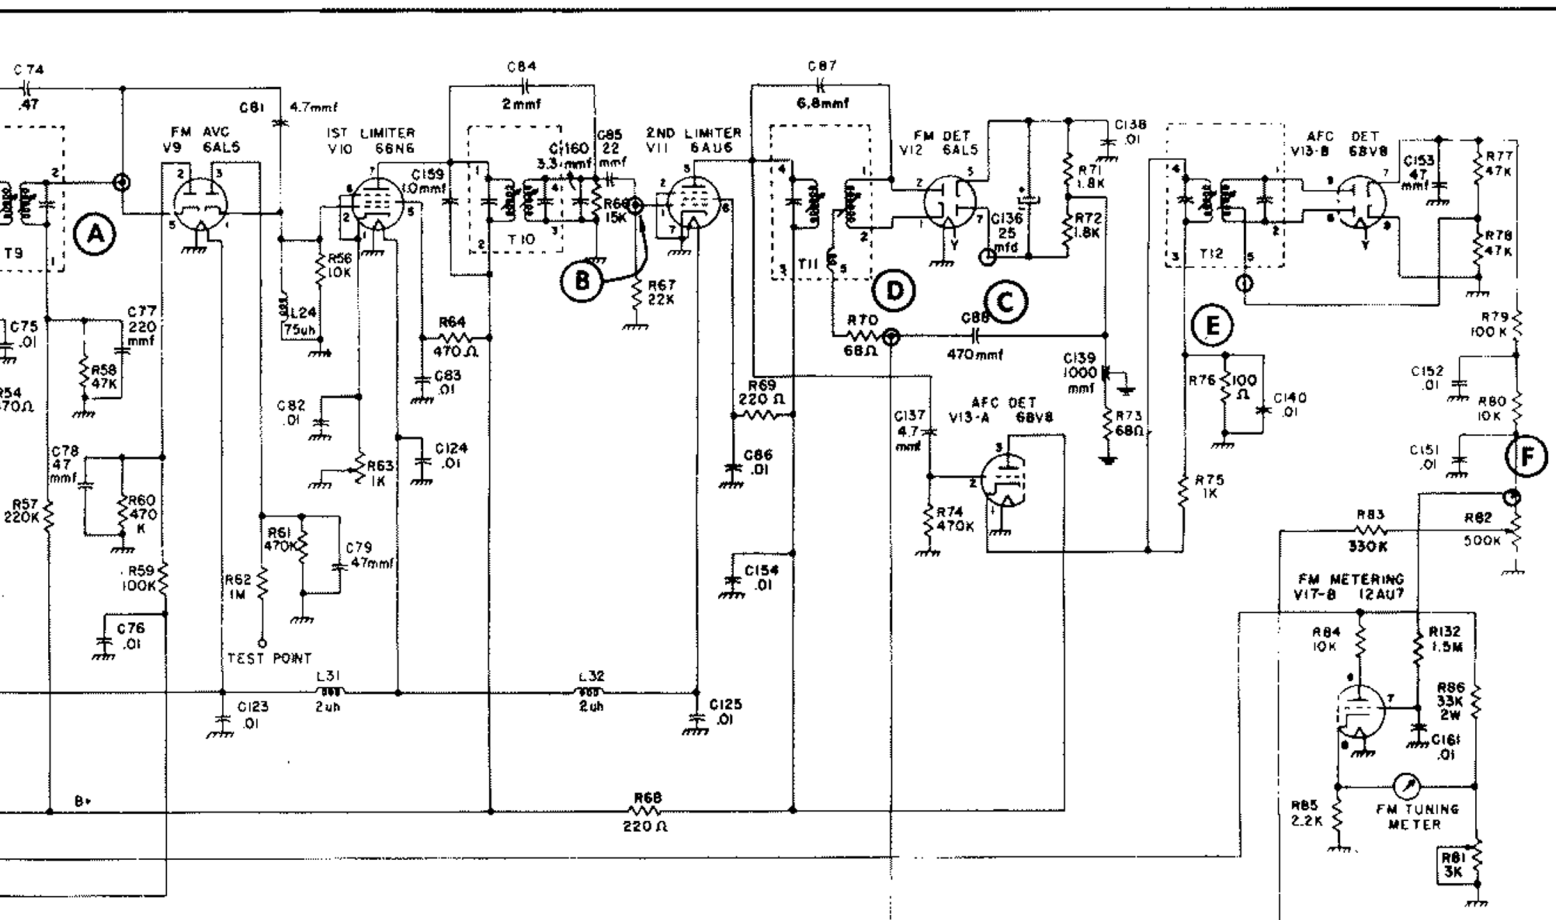 C74
.47
C81
4.7mmf
FM AVC
V9 6AL5
1ST LIMITER
V10 6BN6
C84
2mmf
C159
1.0mmf
C160
3.3mmf
C85
22
mmf
2ND LIMITER
V11 6AU6
C87
6.8mmf
FM DET
V12 6AL5
C138
.01
AFC DET
V13-B 6BV8
C153
47
mmf
R77
47K
R71
1.8K
R72
1.8K
C136
25
mfd
R78
47K
A
T9
R56
10K
R66
15K
T10
B
R67
22K
T11
D
C
T12
E
L24
75uh
C75
.01
C77
220
mmf
R58
47K
R54
470Ω
R64
470Ω
C83
.01
C82
.01
R70
68Ω
C88
470mmf
C139
1000
mmf
R79
100K
C152
.01
R80
10K
C151
.01
F
R76
100
Ω
C140
.01
R69
220Ω
C137
4.7
mmf
AFC DET
V13-A 6BV8
R73
68Ω
C78
47
mmf
R63
1K
C124
.01
C86
.01
R57
220K
R60
470
K
R61
470K
C79
47mmf
R74
470K
R75
1K
R83
330K
R82
500K
R59
100K
R62
1M
C154
.01
FM METERING
V17-B 12AU7
C76
.01
TEST POINT
R84
10K
R132
1.5M
L31
2uh
L32
2uh
C123
.01
C125
.01
R86
33K
2W
C161
.01
B+
R68
220Ω
R85
2.2K
FM TUNING
METER
R81
3K